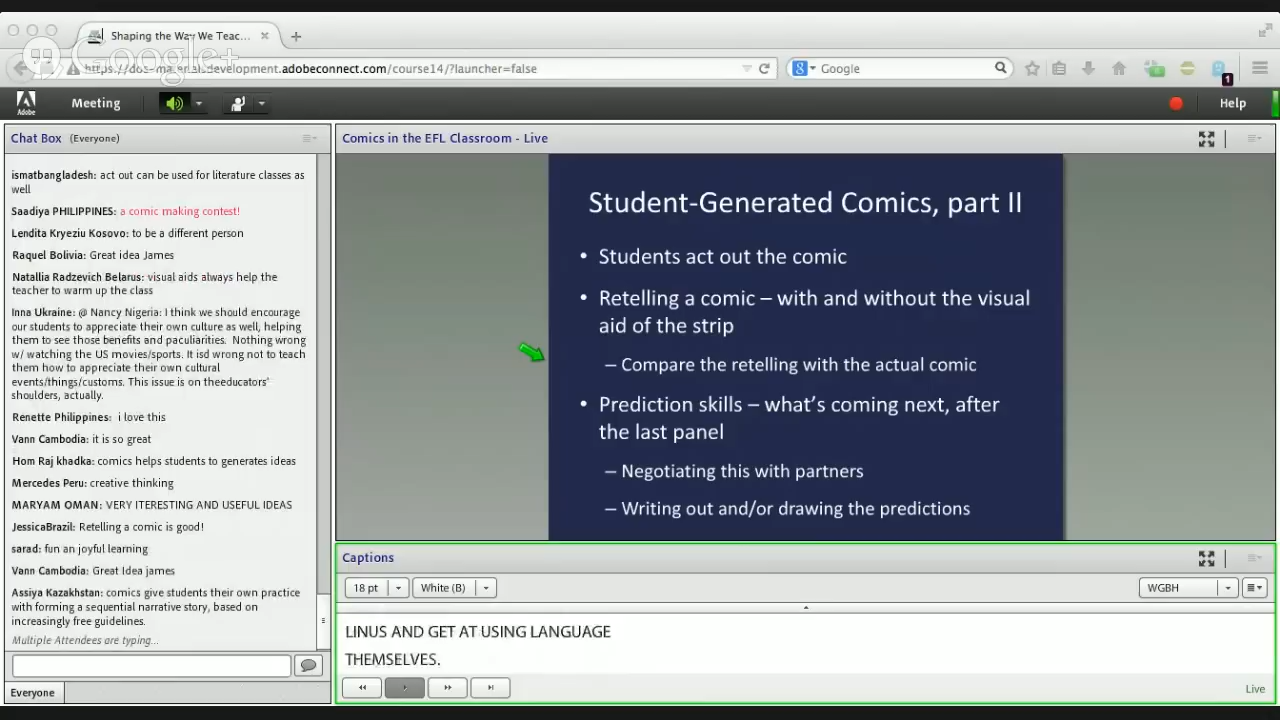 Shaping the Way We Teac...
Google+
materialsdevelopment.adobeconnect.com/course14/?launcher=false
Google
1
Adobe
Meeting
Help
Chat Box (Everyone)
ismatbangladesh: act out can be used for literature classes as
well
Saadiya PHILIPPINES: a comic making contest!
Lendita Kryeziu Kosovo: to be a different person
Raquel Bolivia: Great idea James
Natallia Radzevich Belarus: visual aids always help the
teacher to warm up the class
Inna Ukraine: @ Nancy Nigeria: I think we should encourage
our students to appreciate their own culture as well, helping
them to see those benefits and paculiarities. Nothing wrong
w/ watching the US movies/sports. It isd wrong not to teach
them how to appreciate their own cultural
events/things/customs. This issue is on theeducators'
shoulders, actually.
Renette Philippines: i love this
Vann Cambodia: it is so great
Hom Raj khadka: comics helps students to generates ideas
Mercedes Peru: creative thinking
MARYAM OMAN: VERY ITERESTING AND USEFUL IDEAS
JessicaBrazil: Retelling a comic is good!
sarad: fun an joyful learning
Vann Cambodia: Great Idea james
Assiya Kazakhstan: comics give students their own practice
with forming a sequential narrative story, based on
increasingly free guidelines.
Multiple Attendees are typing...
Everyone
Comics in the EFL Classroom - Live
Student-Generated Comics, part II
• Students act out the comic
• Retelling a comic – with and without the visual
aid of the strip
– Compare the retelling with the actual comic
• Prediction skills – what's coming next, after
the last panel
– Negotiating this with partners
– Writing out and/or drawing the predictions
Captions
18 pt
White (B)
WGBH
LINUS AND GET AT USING LANGUAGE
THEMSELVES.
Live